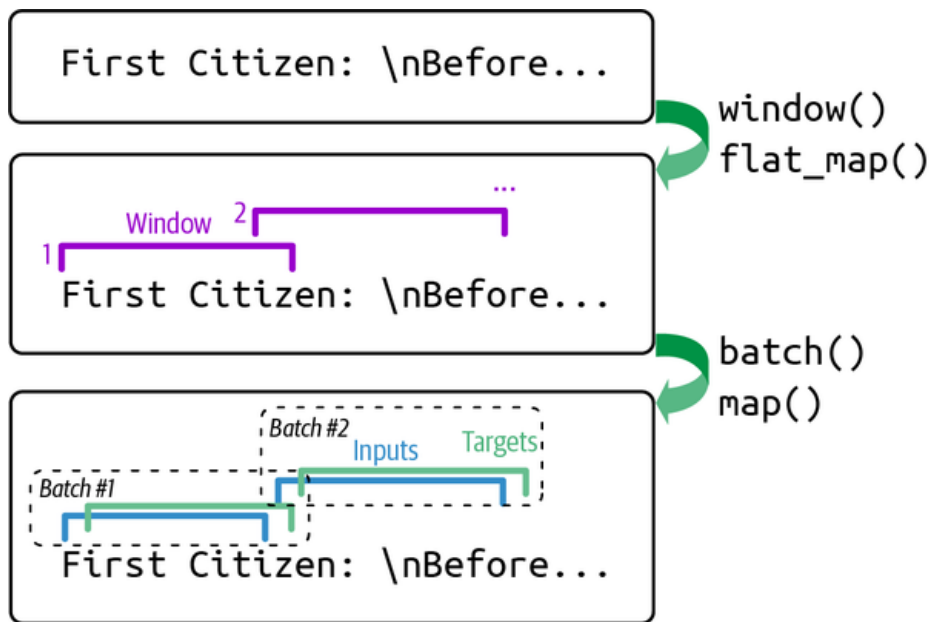 First Citizen: \nBefore...
window()
flat_map()
...
2
Window
1
First Citizen: \nBefore...
batch()
map()
Batch #2
Inputs
Targets
Batch #1
First Citizen: \nBefore...